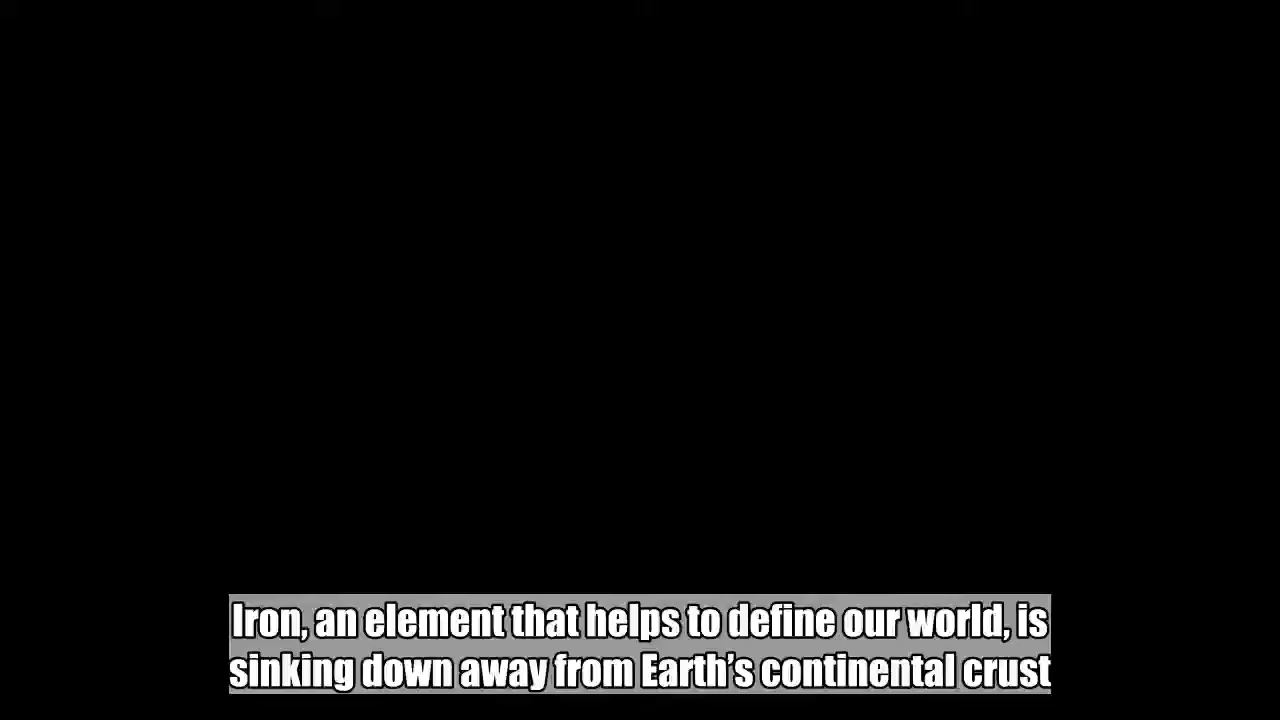 Iron, an element that helps to define our world, is
sinking down away from Earth’s continental crust